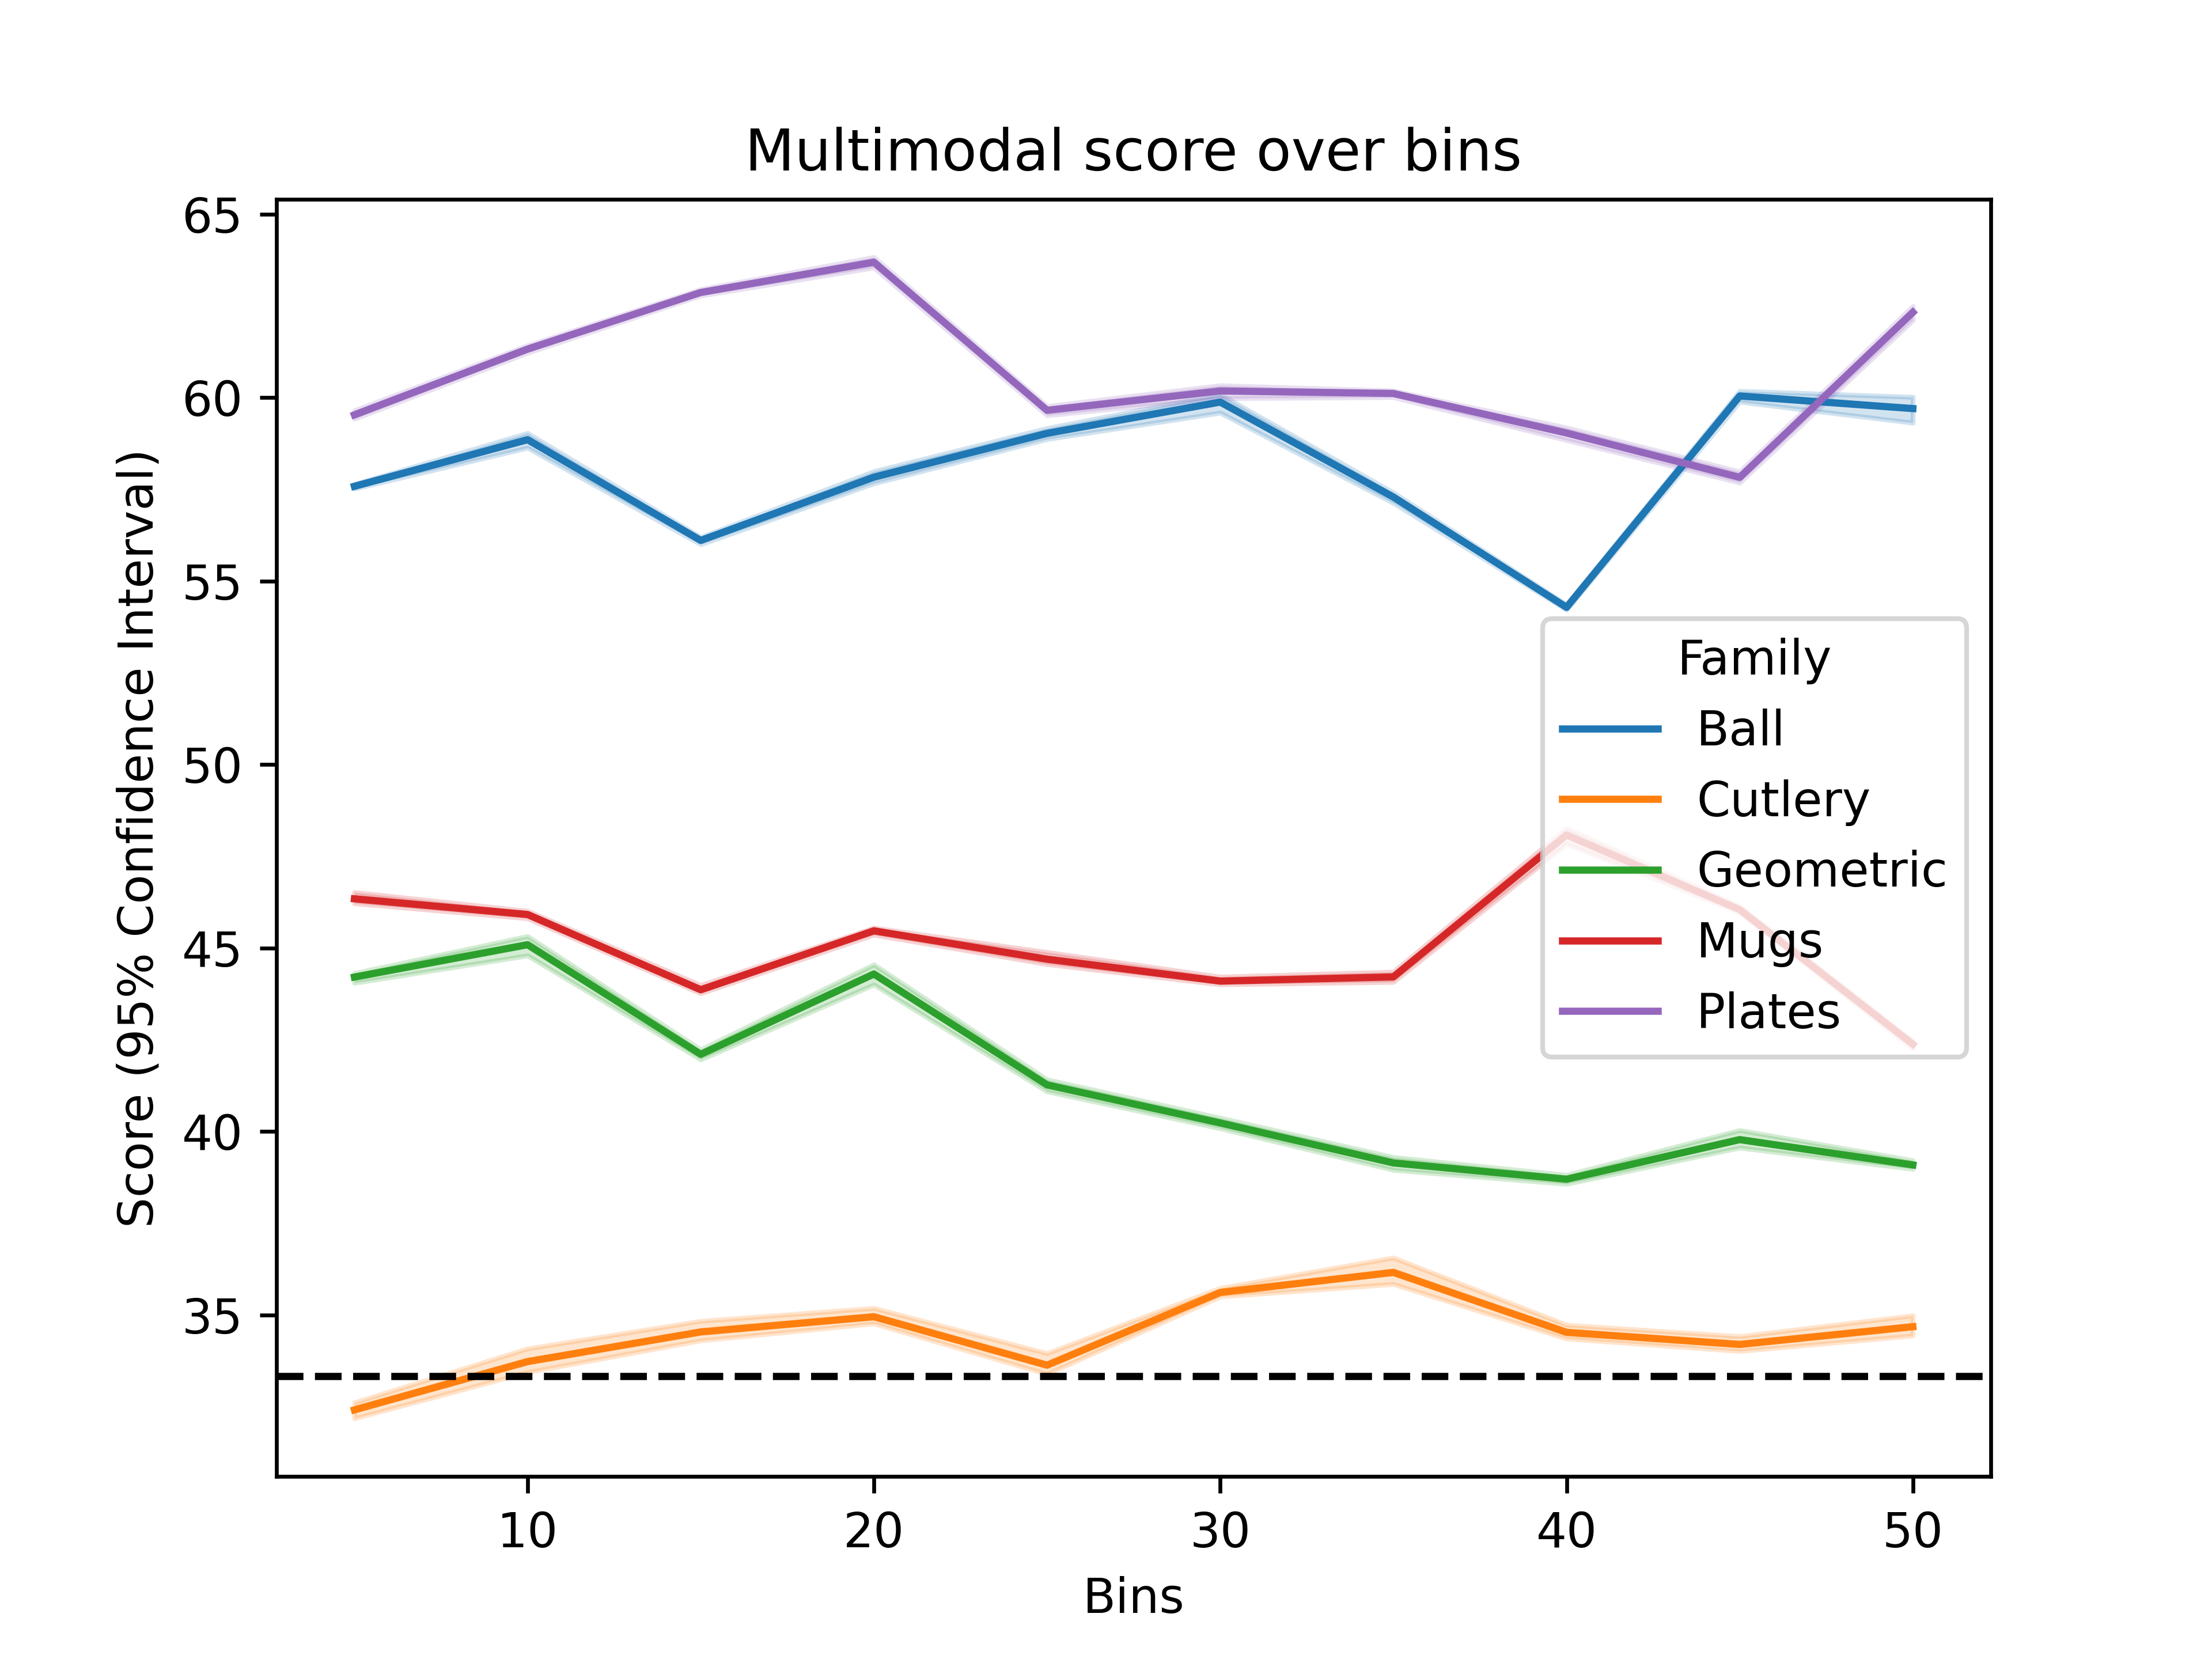 Multimodal score over bins
Score (95% Confidence Interval)
65
60
55
50
45
40
35
Family
Ball
Cutlery
Geometric
Mugs
Plates
10 20 30 40 50
Bins